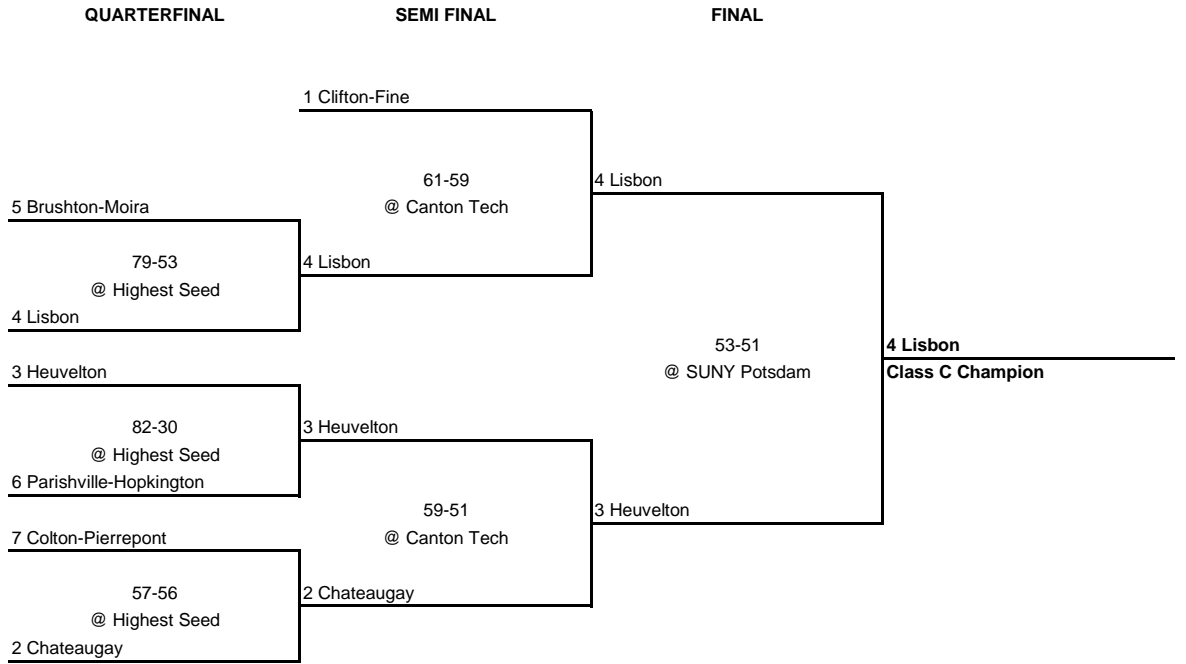 QUARTERFINAL SEMI FINAL FINAL
1 Clifton-Fine
61-59 4 Lisbon
5 Brushton-Moira @ Canton Tech
79-53 4 Lisbon
@ Highest Seed
4 Lisbon
53-51 4 Lisbon
3 Heuvelton @ SUNY Potsdam Class C Champion
82-30 3 Heuvelton
@ Highest Seed
6 Parishville-Hopkington
59-51 3 Heuvelton
7 Colton-Pierrepont @ Canton Tech
57-56 2 Chateaugay
@ Highest Seed
2 Chateaugay